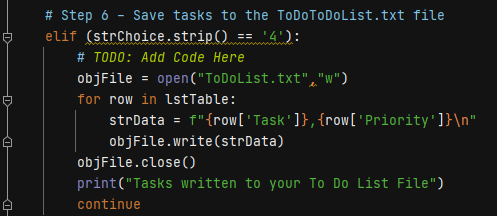 # Step 6 - Save tasks to the ToDoToDoList.txt file
elif (strChoice.strip() == '4'):
    # TODO: Add Code Here
    objFile = open("ToDoList.txt","w")
    for row in lstTable:
        strData = f"{row['Task']},{row['Priority']}\n"
        objFile.write(strData)
    objFile.close()
    print("Tasks written to your To Do List File")
    continue